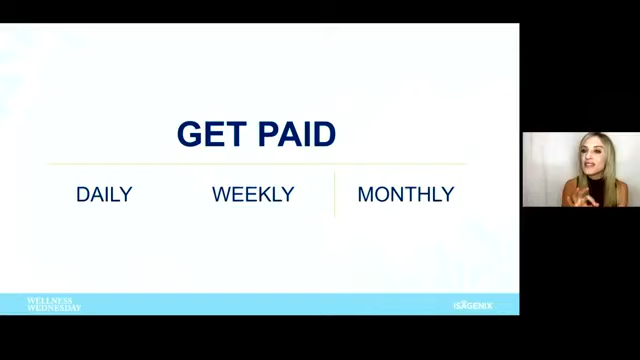 GET PAID
DAILY WEEKLY MONTHLY
WELLNESS
WEDNESDAY
ISAGENIX